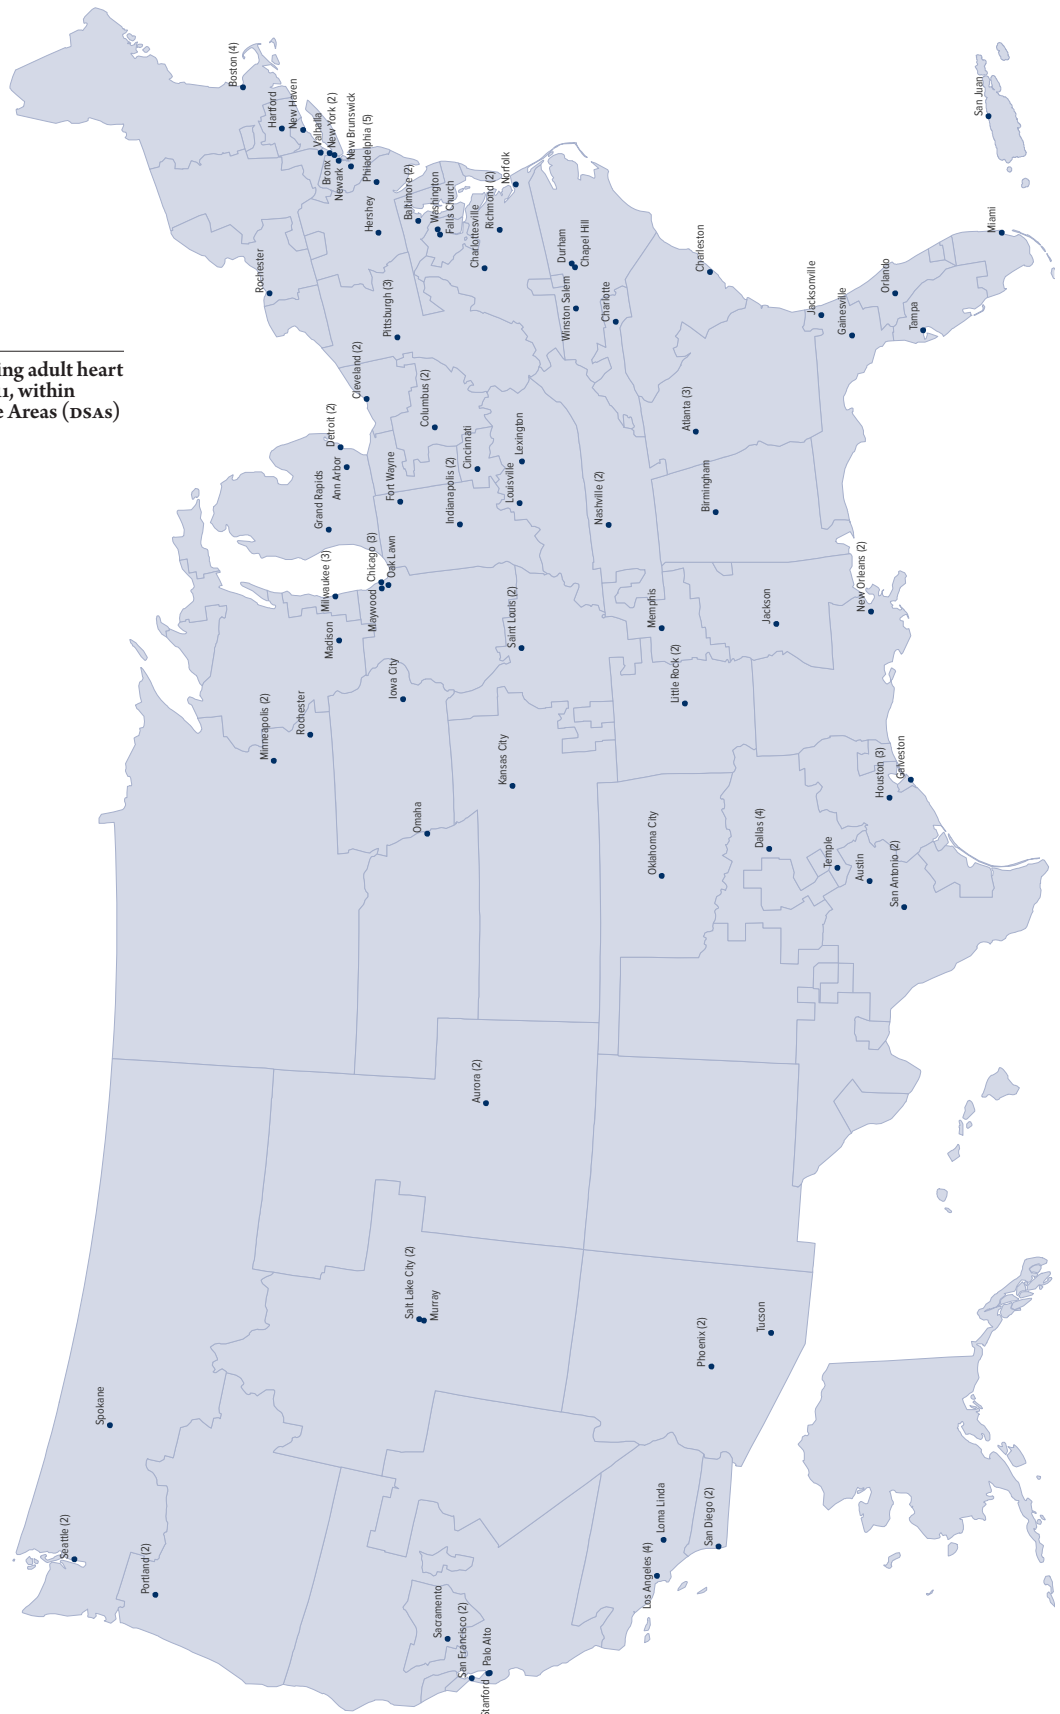 ing adult heart
11, within
e Areas (DSAs)
Boston (4)
Hartford
New Haven
Valhalla
New York (2)
Bronx
Newark
New Brunswick
Philadelphia (5)
Hershey
Baltimore (2)
Washington
Falls Church
Charlottesville
Richmond (2)
Norfolk
Rochester
Pittsburgh (3)
Durham
Chapel Hill
Winston Salem
Charlotte
Charleston
Jacksonville
Gainesville
Orlando
Tampa
Miami
San Juan
Cleveland (2)
Columbus (2)
Cincinnati
Detroit (2)
Ann Arbor
Grand Rapids
Fort Wayne
Indianapolis (2)
Louisville
Lexington
Nashville (2)
Atlanta (3)
Birmingham
Milwaukee (3)
Madison
Chicago (3)
Maywood
Oak Lawn
Saint Louis (2)
Memphis
Jackson
New Orleans (2)
Little Rock (2)
Iowa City
Minneapolis (2)
Rochester
Kansas City
Omaha
Oklahoma City
Dallas (4)
Temple
Austin
San Antonio (2)
Houston (3)
Galveston
Aurora (2)
Salt Lake City (2)
Murray
Phoenix (2)
Tucson
Spokane
Seattle (2)
Portland (2)
Sacramento
San Francisco (2)
Stanford
Palo Alto
Los Angeles (4)
Loma Linda
San Diego (2)